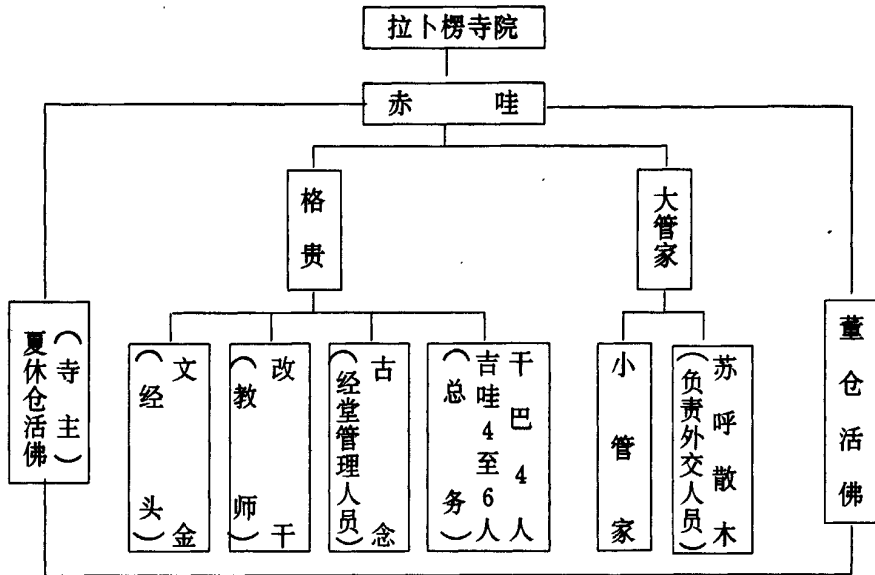 拉卜楞寺院
赤哇
格贵
大管家
夏休仓活佛
（寺主）
文金
（经头）
改干
（教师）
古念
（经堂管理人员）
干巴4人
吉哇4至6人
（总务）
小管家
苏呼散木
（负责外交人员）
董仓活佛